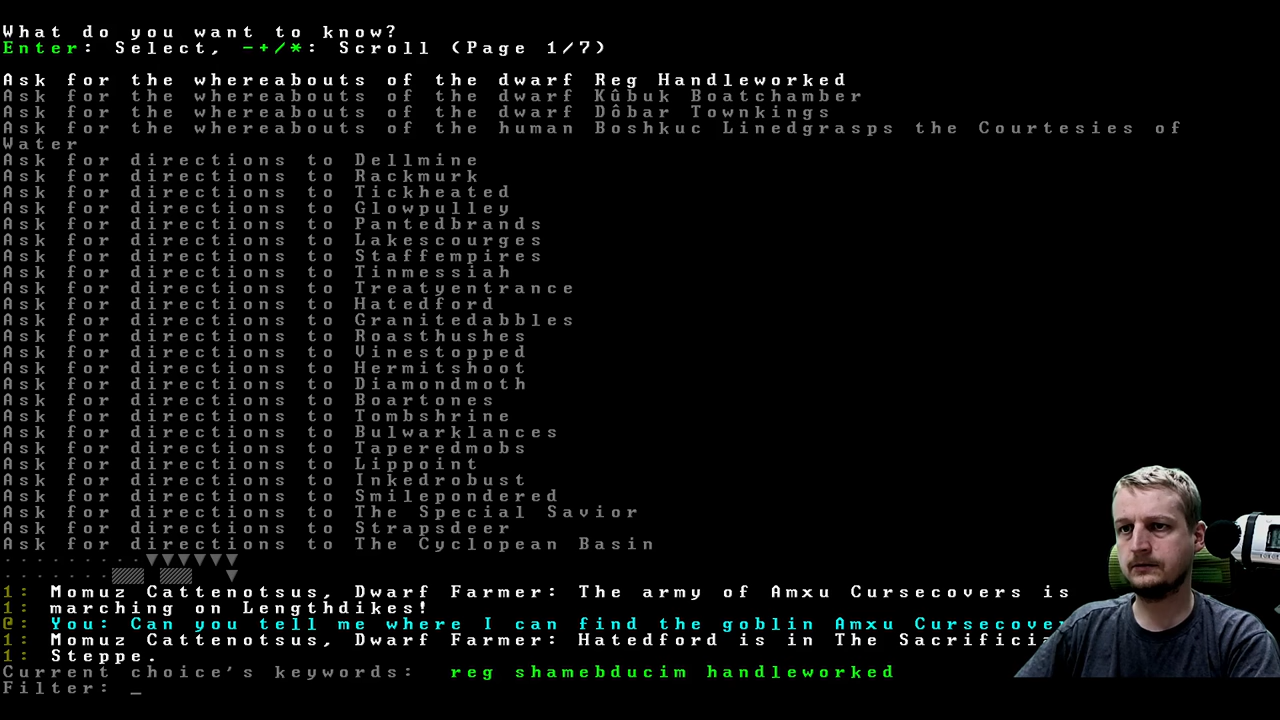 What do you want to know?
Enter: Select, -+/*: Scroll (Page 1/7)
Ask for the whereabouts of the dwarf Reg Handleworked
Ask for the whereabouts of the dwarf Kûbuk Boatchamber
Ask for the whereabouts of the dwarf Dôbar Townkings
Ask for the whereabouts of the human Boshkuc Linedgrasps the Courtesies of
Water
Ask for directions to Dellmine
Ask for directions to Rackmurk
Ask for directions to Tickheated
Ask for directions to Glowpulley
Ask for directions to Pantedbrands
Ask for directions to Lakescourges
Ask for directions to Staffempires
Ask for directions to Tinmessiah
Ask for directions to Treatyentrance
Ask for directions to Hatedford
Ask for directions to Granitedabbles
Ask for directions to Roasthushes
Ask for directions to Vinestopped
Ask for directions to Hermitshoot
Ask for directions to Diamondmoth
Ask for directions to Boartones
Ask for directions to Tombshrine
Ask for directions to Bulwarklances
Ask for directions to Taperedmobs
Ask for directions to Lippoint
Ask for directions to Inkedrobust
Ask for directions to Smilepondered
Ask for directions to The Special Savior
Ask for directions to Strapsdeer
Ask for directions to The Cyclopean Basin
1: Momuz Cattenotsus, Dwarf Farmer: The army of Amxu Cursecovers is
1: marching on Lengthdikes!
@: You: Can you tell me where I can find the goblin Amxu Cursecover
1: Momuz Cattenotsus, Dwarf Farmer: Hatedford is in The Sacrificia
1: Steppe.
Current choice's keywords: reg shamebducim handleworked
Filter: _